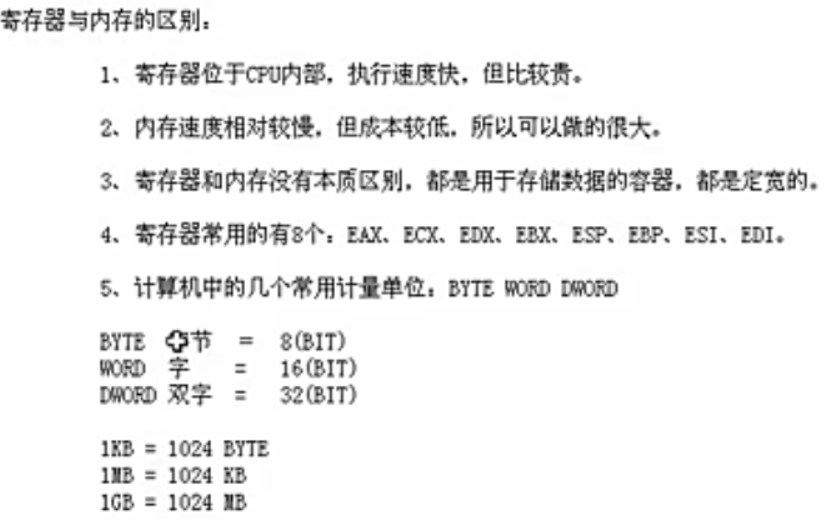 寄存器与内存的区别：
1、寄存器位于CPU内部，执行速度快，但比较贵。
2、内存速度相对较慢，但成本较低，所以可以做的很大。
3、寄存器和内存没有本质区别，都是用于存储数据的容器，都是定宽的。
4、寄存器常用的有8个：EAX、ECX、EDX、EBX、ESP、EBP、ESI、EDI。
5、计算机中的几个常用计量单位：BYTE WORD DWORD
BYTE 节 = 8(BIT)
WORD 字 = 16(BIT)
DWORD 双字 = 32(BIT)
1KB = 1024 BYTE
1MB = 1024 KB
1GB = 1024 MB